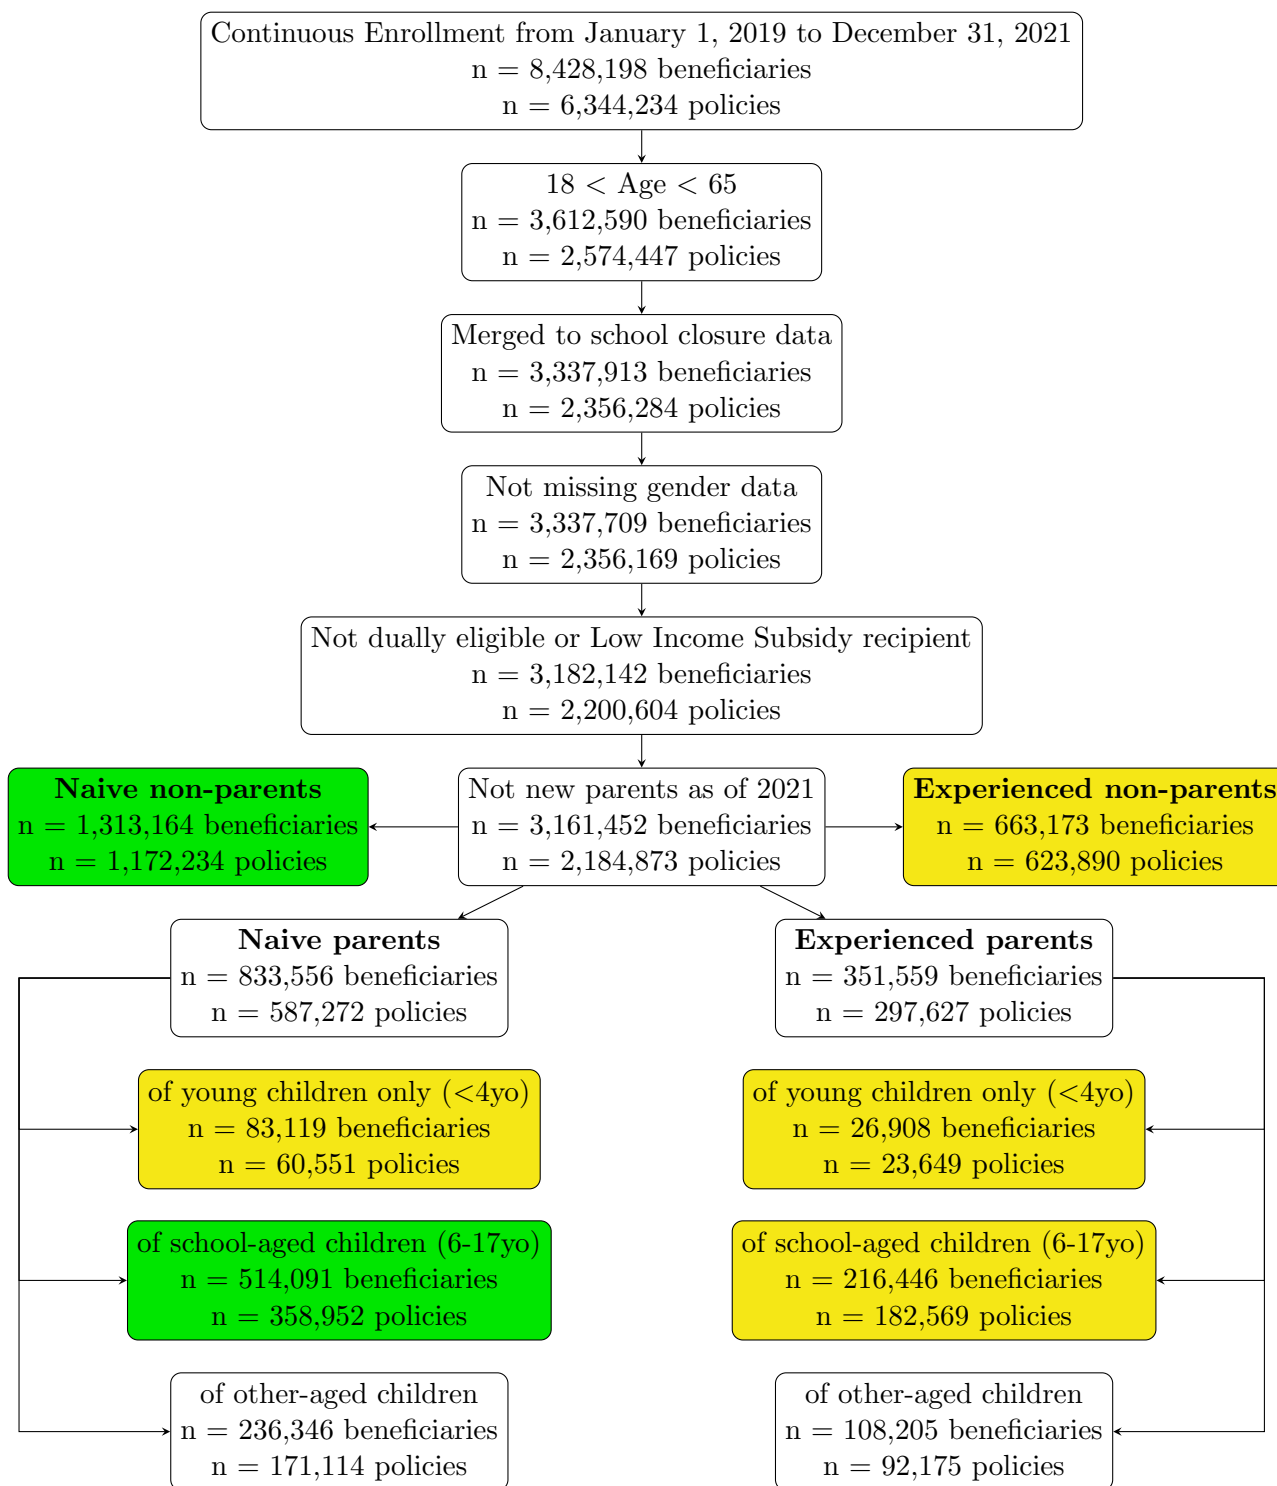 Continuous Enrollment from January 1, 2019 to December 31, 2021
n = 8,428,198 beneficiaries
n = 6,344,234 policies
18 < Age < 65
n = 3,612,590 beneficiaries
n = 2,574,447 policies
Merged to school closure data
n = 3,337,913 beneficiaries
n = 2,356,284 policies
Not missing gender data
n = 3,337,709 beneficiaries
n = 2,356,169 policies
Not dually eligible or Low Income Subsidy recipient
n = 3,182,142 beneficiaries
n = 2,200,604 policies
Naive non-parents
n = 1,313,164 beneficiaries
n = 1,172,234 policies
Not new parents as of 2021
n = 3,161,452 beneficiaries
n = 2,184,873 policies
Experienced non-parents
n = 663,173 beneficiaries
n = 623,890 policies
Naive parents
n = 833,556 beneficiaries
n = 587,272 policies
Experienced parents
n = 351,559 beneficiaries
n = 297,627 policies
of young children only (<4yo)
n = 83,119 beneficiaries
n = 60,551 policies
of young children only (<4yo)
n = 26,908 beneficiaries
n = 23,649 policies
of school-aged children (6-17yo)
n = 514,091 beneficiaries
n = 358,952 policies
of school-aged children (6-17yo)
n = 216,446 beneficiaries
n = 182,569 policies
of other-aged children
n = 236,346 beneficiaries
n = 171,114 policies
of other-aged children
n = 108,205 beneficiaries
n = 92,175 policies